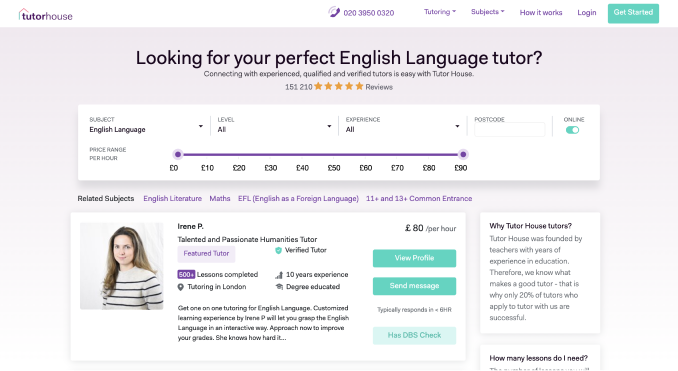 tutorhouse
020 3950 0320
Tutoring
Subjects
How it works
Login
Get Started
Looking for your perfect English Language tutor?
Connecting with experienced, qualified and verified tutors is easy with Tutor House.
151 210 Reviews
SUBJECT
English Language
LEVEL
All
EXPERIENCE
All
POSTCODE
ONLINE
PRICE RANGE
PER HOUR
£0 £10 £20 £30 £40 £50 £60 £70 £80 £90
Related Subjects English Literature Maths EFL (English as a Foreign Language) 11+ and 13+ Common Entrance
Irene P.
Talented and Passionate Humanities Tutor
Featured Tutor
Verified Tutor
500+ Lessons completed
10 years experience
Tutoring in London
Degree educated
Get one on one tutoring for English Language. Customized
learning experience by Irene P will let you grasp the English
Language in an interactive way. Approach now to improve
your grades. She knows how hard it...
£ 80 /per hour
View Profile
Send message
Typically responds in < 6HR
Has DBS Check
Why Tutor House tutors?
Tutor House was founded by
teachers with years of
experience in education.
Therefore, we know what
makes a good tutor - that is
why only 20% of tutors who
apply to tutor with us are
successful.
How many lessons do I need?